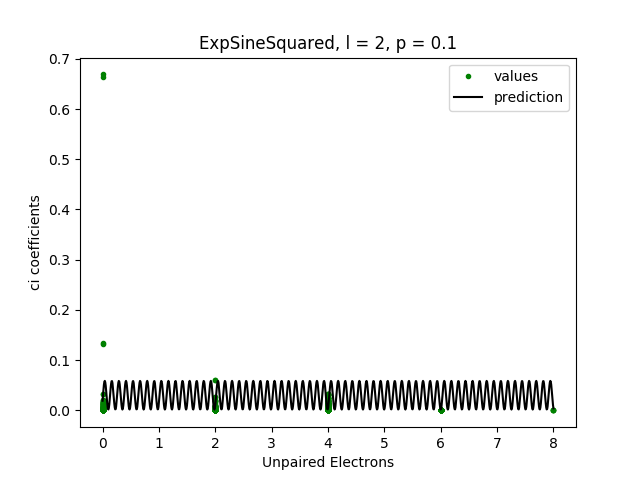 ExpSineSquared, l = 2, p = 0.1
values
prediction
ci coefficients
0.7
0.6
0.5
0.4
0.3
0.2
0.1
0.0
0 1 2 3 4 5 6 7 8
Unpaired Electrons